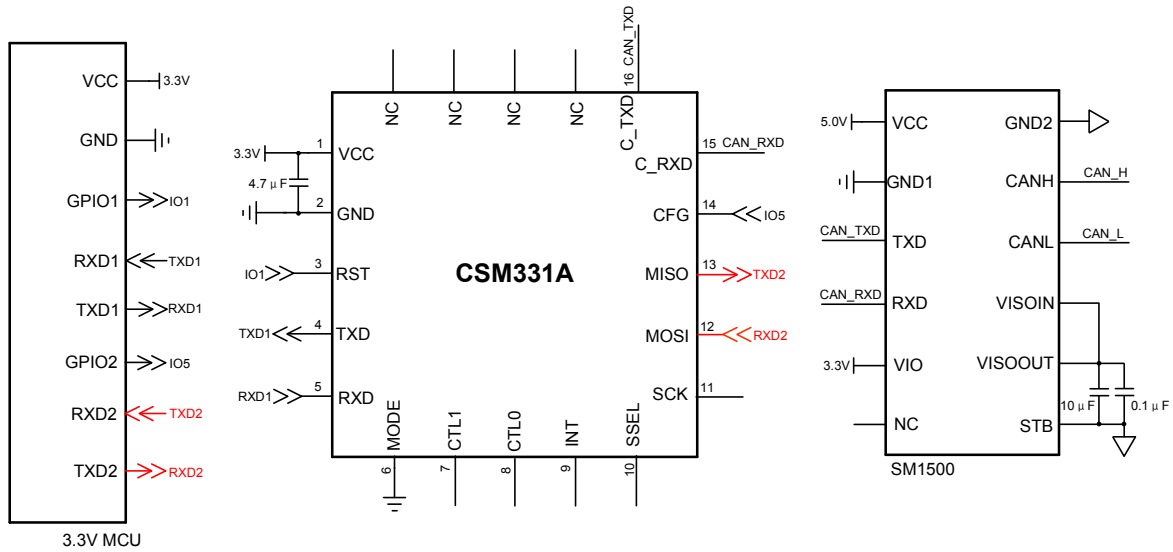 VCC
3.3V
GND
GPIO1
IO1
RXD1
TXD1
TXD1
RXD1
GPIO2
IO5
RXD2
TXD2
TXD2
RXD2
3.3V MCU
NC
NC
NC
NC
C_TXD
16 CAN_TXD
3.3V
1
VCC
4.7 μF
2
GND
IO1
3
RST
TXD1
4
TXD
RXD1
5
RXD
CSM331A
C_RXD
15
CAN_RXD
CFG
14
IO5
MISO
13
TXD2
MOSI
12
RXD2
SCK
11
MODE
6
CTL1
7
CTL0
8
INT
9
SSEL
10
5.0V
VCC
GND2
GND1
CANH
CAN_H
CAN_TXD
TXD
CANL
CAN_L
CAN_RXD
RXD
VISOIN
3.3V
VIO
VISOOUT
10 μF
0.1 μF
NC
STB
SM1500